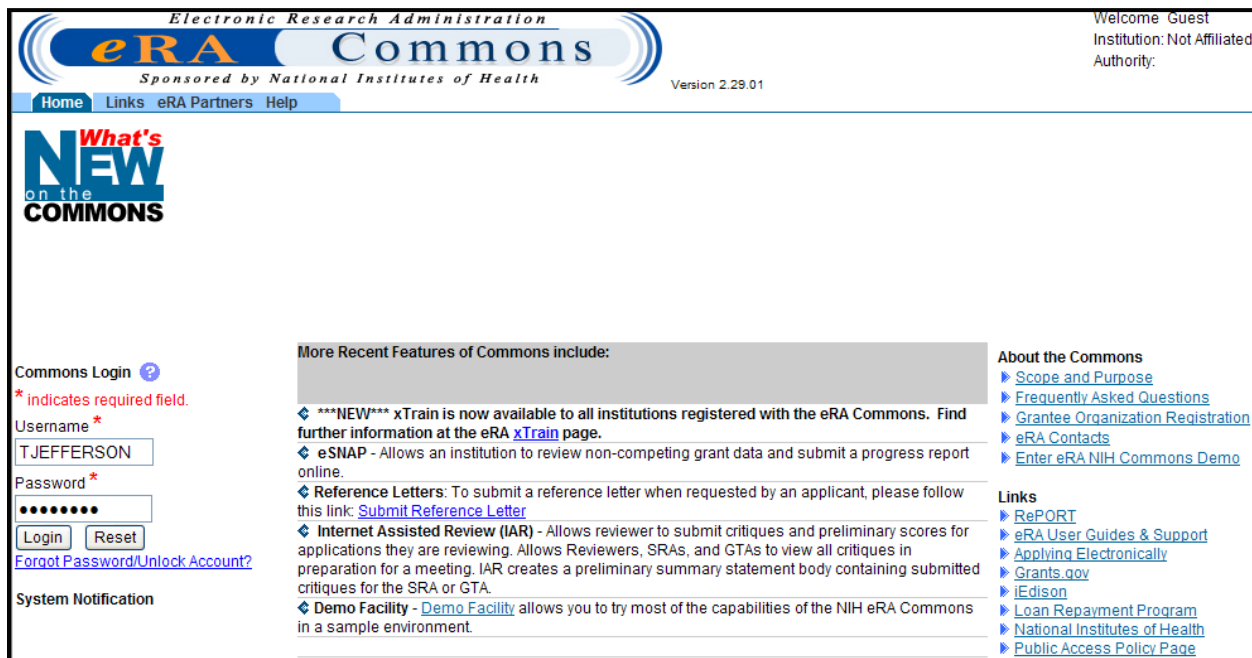 Electronic Research Administration
eRA Commons
Sponsored by National Institutes of Health
Version 2.29.01
Welcome Guest
Institution: Not Affiliated
Authority:
Home Links eRA Partners Help
What's
NEW
on the
COMMONS
Commons Login ?
* indicates required field.
Username *
TJEFFERSON
Password *
••••••••
Login Reset
Forgot Password/Unlock Account?
System Notification
More Recent Features of Commons include:
***NEW*** xTrain is now available to all institutions registered with the eRA Commons. Find
further information at the eRA xTrain page.
eSNAP - Allows an institution to review non-competing grant data and submit a progress report
online.
Reference Letters: To submit a reference letter when requested by an applicant, please follow
this link: Submit Reference Letter
Internet Assisted Review (IAR) - Allows reviewer to submit critiques and preliminary scores for
applications they are reviewing. Allows Reviewers, SRAs, and GTAs to view all critiques in
preparation for a meeting. IAR creates a preliminary summary statement body containing submitted
critiques for the SRA or GTA.
Demo Facility - Demo Facility allows you to try most of the capabilities of the NIH eRA Commons
in a sample environment.
About the Commons
Scope and Purpose
Frequently Asked Questions
Grantee Organization Registration
eRA Contacts
Enter eRA NIH Commons Demo
Links
RePORT
eRA User Guides & Support
Applying Electronically
Grants.gov
iEdison
Loan Repayment Program
National Institutes of Health
Public Access Policy Page